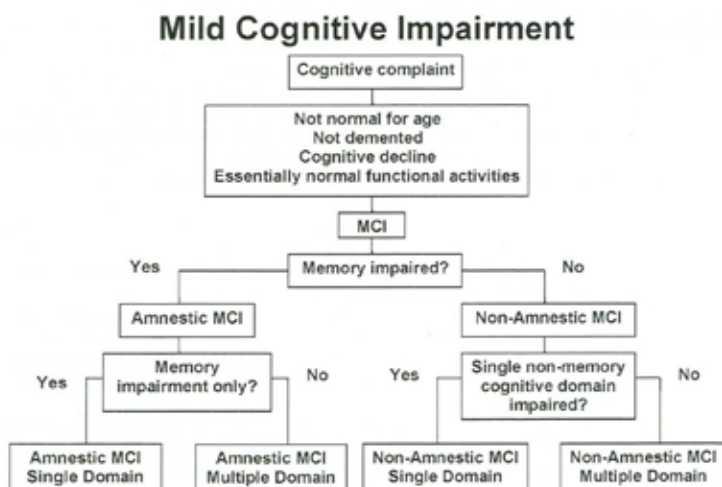 Mild Cognitive Impairment
Cognitive complaint
Not normal for age
Not demented
Cognitive decline
Essentially normal functional activities
MCI
Yes
Memory impaired?
No
Amnestic MCI
Non-Amnestic MCI
Yes
Memory
impairment only?
No
Yes
Single non-memory
cognitive domain
impaired?
No
Amnestic MCI
Single Domain
Amnestic MCI
Multiple Domain
Non-Amnestic MCI
Single Domain
Non-Amnestic MCI
Multiple Domain